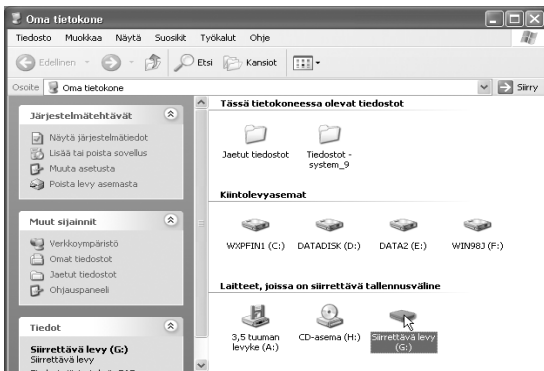 Oma tietokone
Tiedosto Muokkaa Näytä Suosikit Työkalut Ohje
Edellinen Etsi Kansiot
Osoite Oma tietokone Siirry
Järjestelmätehtävät
Näytä järjestelmätiedot
Lisää tai poista sovellus
Muuta asetusta
Poista levy asemasta
Muut sijainnit
Verkkoympäristö
Omat tiedostot
Jaetut tiedostot
Ohjauspaneeli
Tiedot
Siirrettävä levy (G:)
Siirrettävä levy
Tässä tietokoneessa olevat tiedostot
Jaetut tiedostot
Tiedostot -
system_9
Kiintolevyasemat
WXPFIN1 (C:) DATADISK (D:) DATA2 (E:) WIN98J (F:)
Laitteet, joissa on siirrettävä tallennusväline
3,5 tuuman
levyke (A:)
CD-asema (H:)
Siirrettävä levy
(G:)